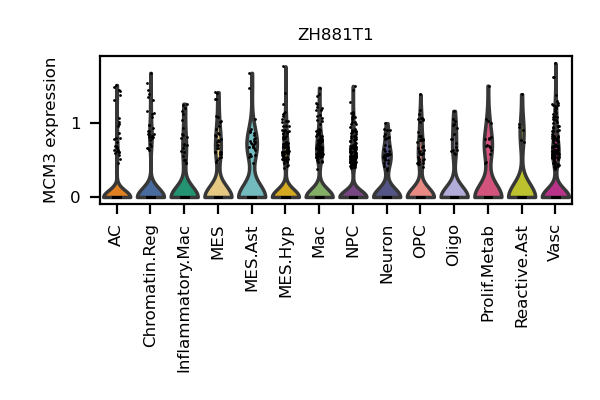 ZH881T1
MCM3 expression
1
0
AC
Chromatin.Reg
Inflammatory.Mac
MES
MES.Ast
MES.Hyp
Mac
NPC
Neuron
OPC
Oligo
Prolif.Metab
Reactive.Ast
Vasc